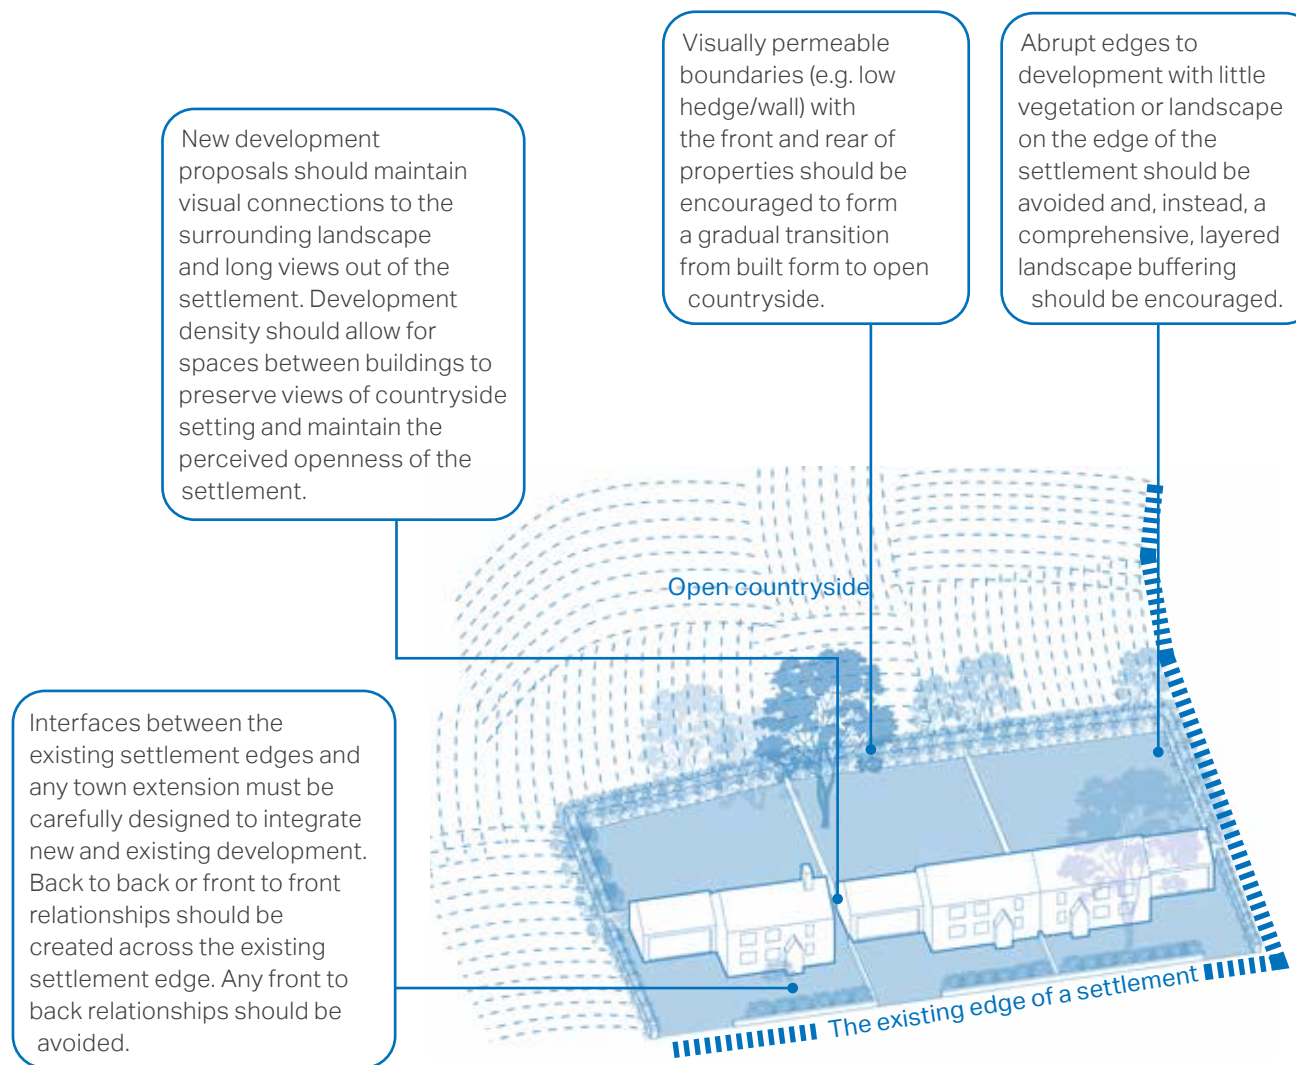 Visually permeable
boundaries (e.g. low
hedge/wall) with
the front and rear of
properties should be
encouraged to form
a gradual transition
from built form to open
countryside.
Abrupt edges to
development with little
vegetation or landscape
on the edge of the
settlement should be
avoided and, instead, a
comprehensive, layered
landscape buffering
should be encouraged.
New development
proposals should maintain
visual connections to the
surrounding landscape
and long views out of the
settlement. Development
density should allow for
spaces between buildings to
preserve views of countryside
setting and maintain the
perceived openness of the
settlement.
Open countryside
Interfaces between the
existing settlement edges and
any town extension must be
carefully designed to integrate
new and existing development.
Back to back or front to front
relationships should be
created across the existing
settlement edge. Any front to
back relationships should be
avoided.
The existing edge of a settlement